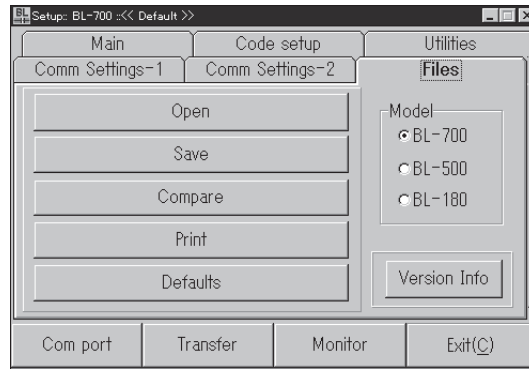 BL Setup:: BL-700 ::<< Default >>
Main Code setup Utilities
Comm Settings-1 Comm Settings-2 Files
Open
Save
Compare
Print
Defaults
Model
BL-700
BL-500
BL-180
Version Info
Com port Transfer Monitor Exit(C)